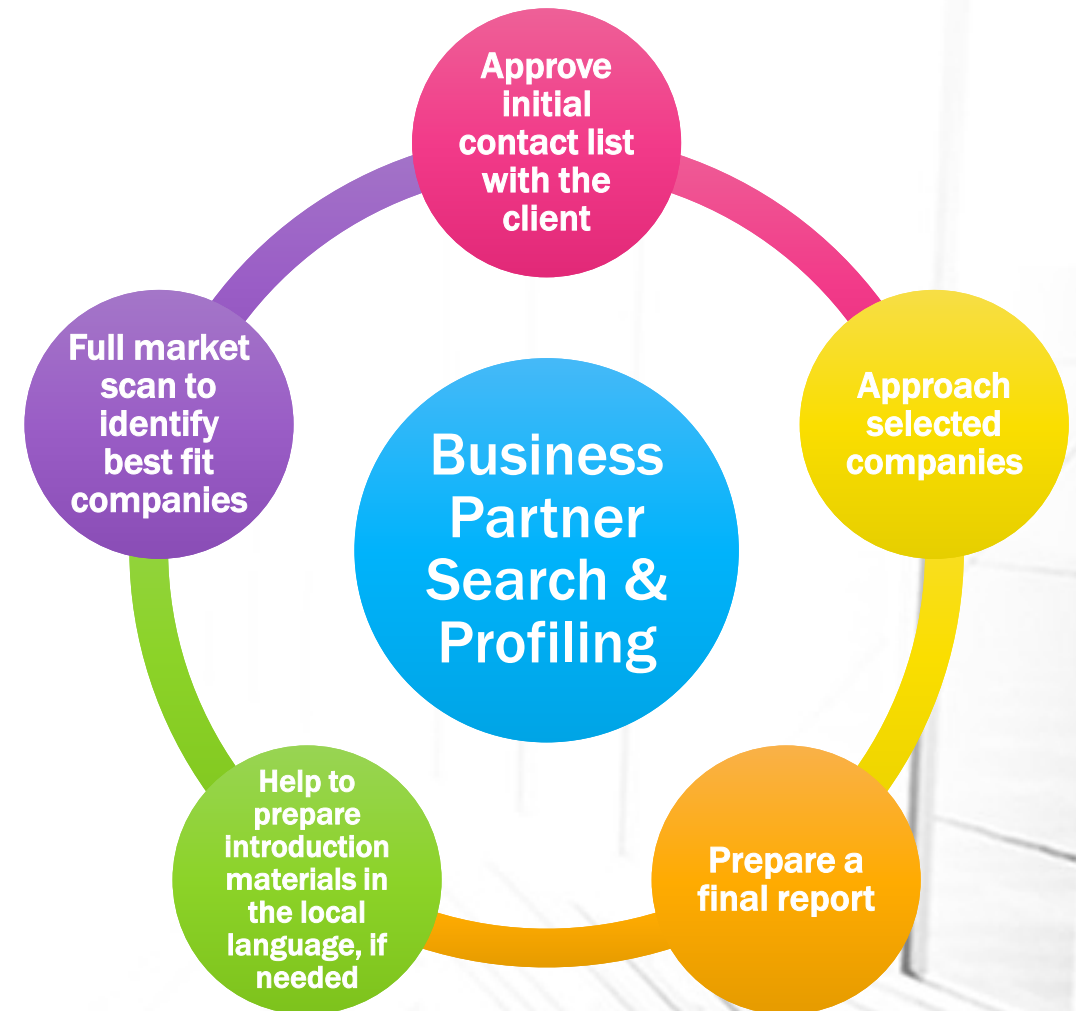 Approve
initial
contact list
with the
client
Full market
scan to
identify
best fit
companies
Approach
selected
companies
Business
Partner
Search &
Profiling
Help to
prepare
introduction
materials in
the local
language, if
needed
Prepare a
final report